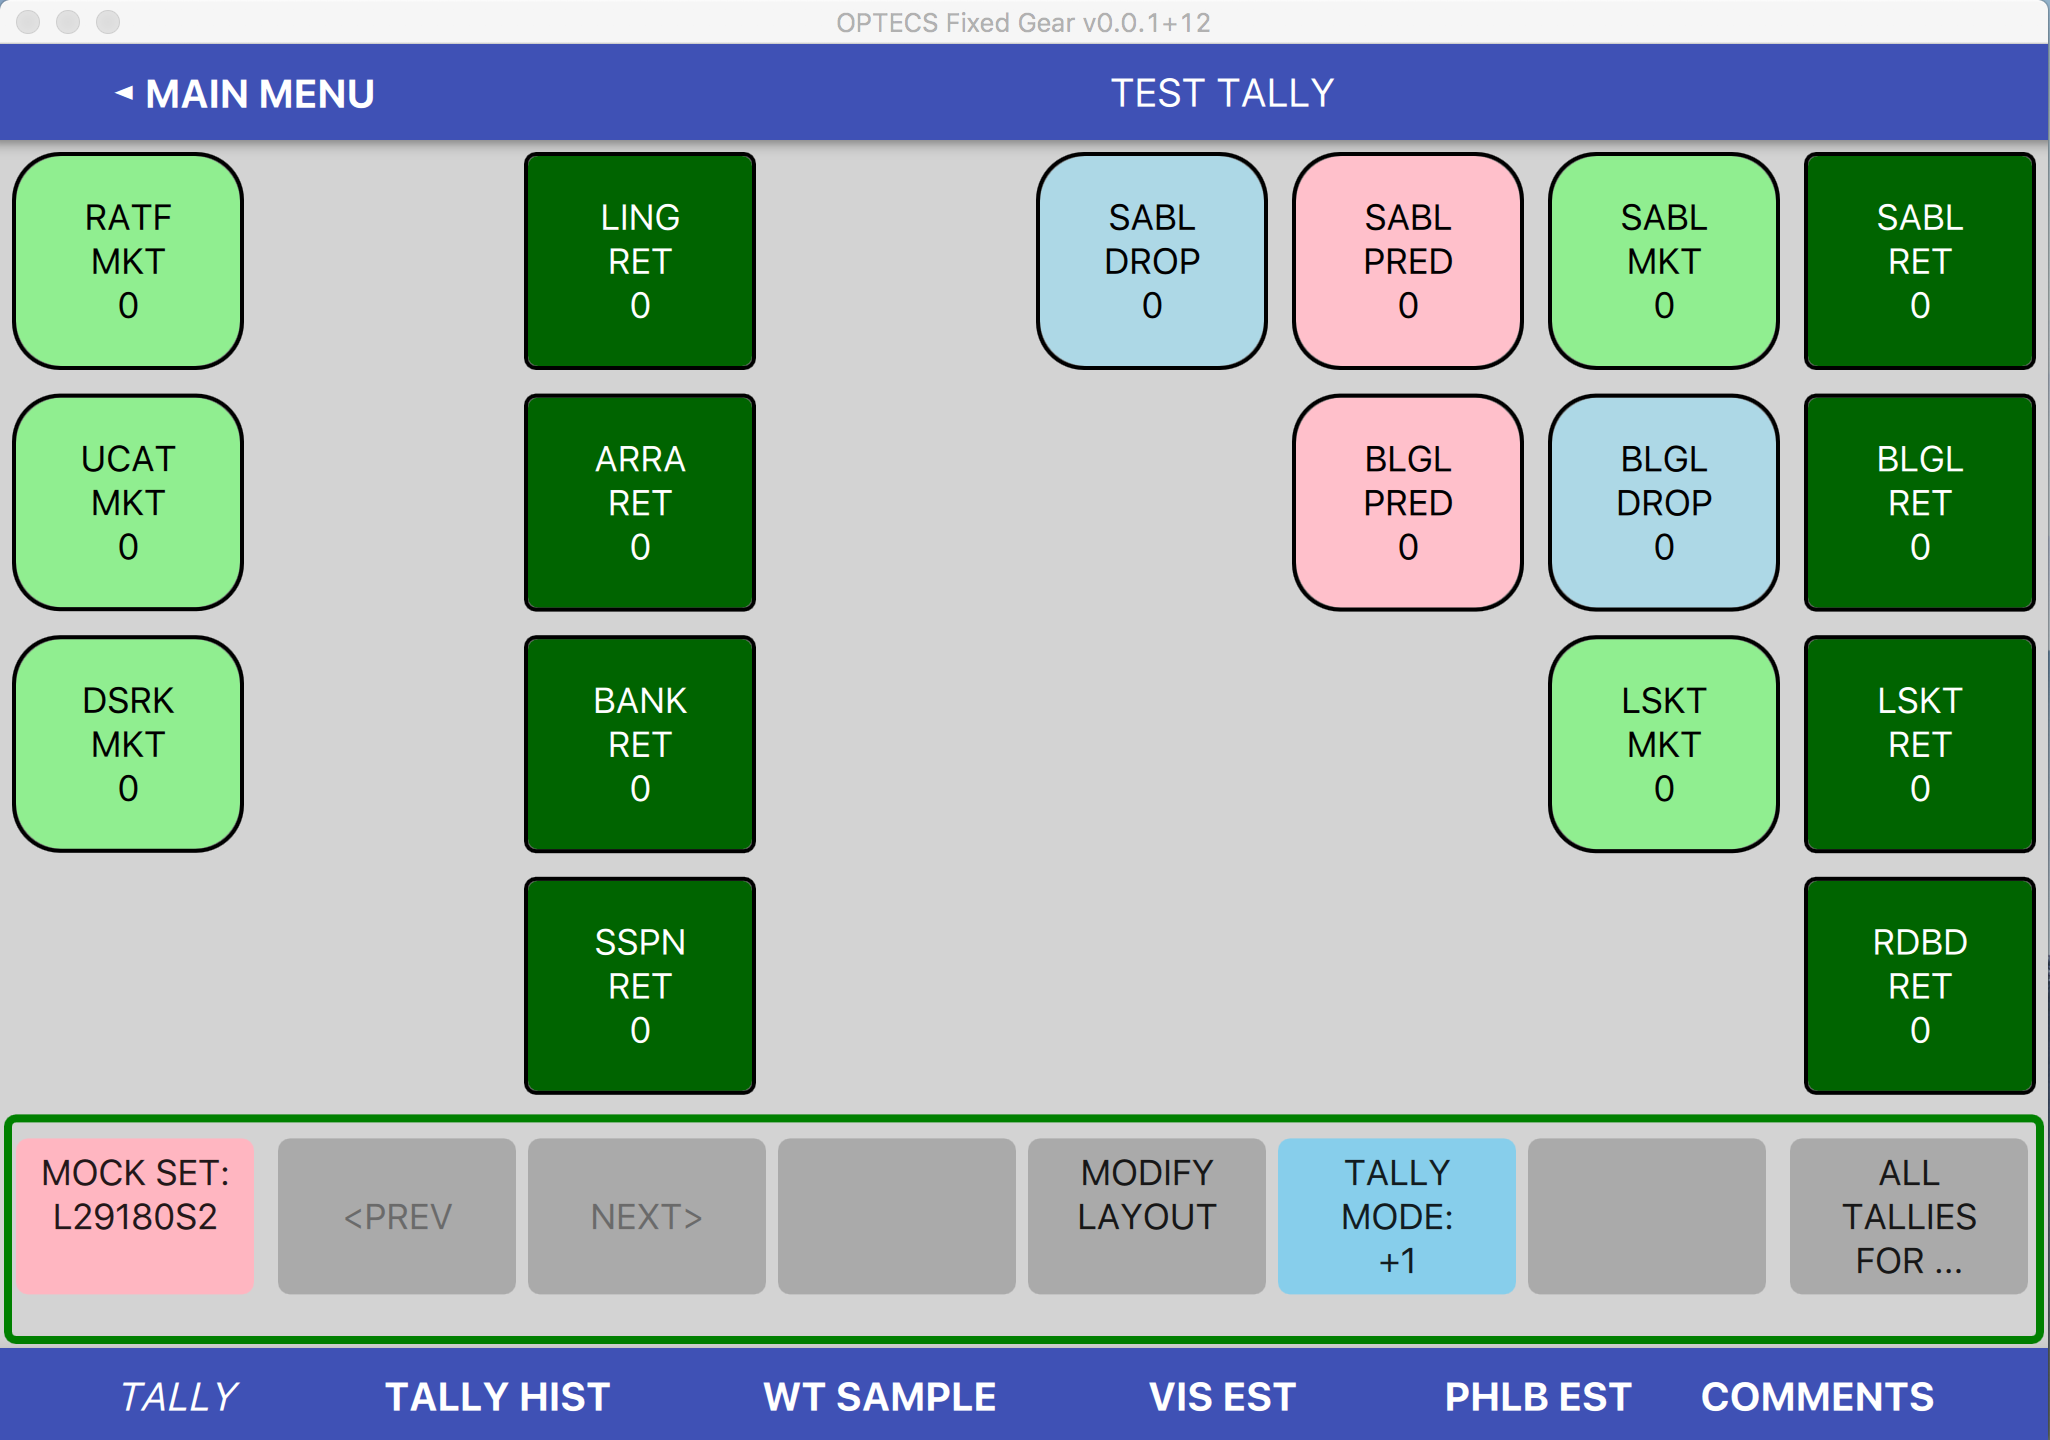 OPTECS Fixed Gear v0.0.1+12
◄ MAIN MENU
TEST TALLY
RATF
MKT
0
LING
RET
0
SABL
DROP
0
SABL
PRED
0
SABL
MKT
0
SABL
RET
0
UCAT
MKT
0
ARRA
RET
0
BLGL
PRED
0
BLGL
DROP
0
BLGL
RET
0
DSRK
MKT
0
BANK
RET
0
LSKT
MKT
0
LSKT
RET
0
SSPN
RET
0
RDBD
RET
0
MOCK SET:
L29180S2
<PREV
NEXT>
MODIFY
LAYOUT
TALLY
MODE:
+1
ALL
TALLIES
FOR ...
TALLY
TALLY HIST
WT SAMPLE
VIS EST
PHLB EST
COMMENTS